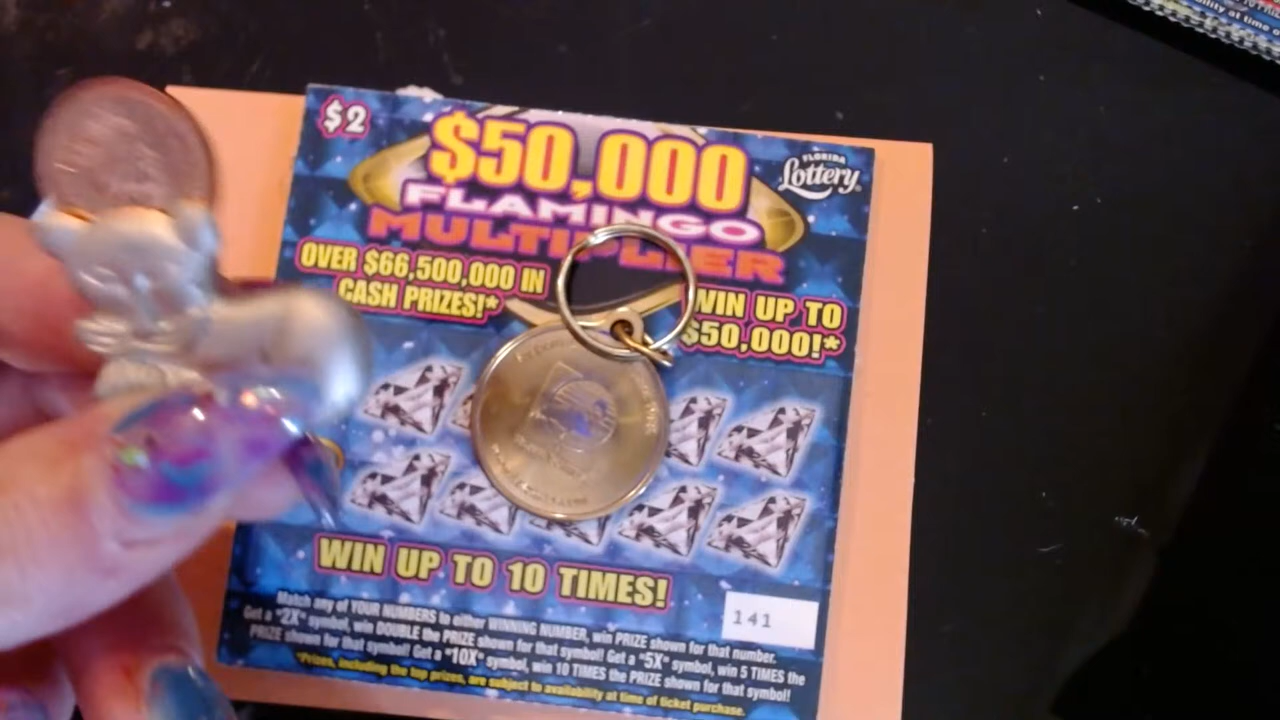 $2
$50,000
FLORIDA
Lottery
FLAMINGO
MULTIPLIER
OVER $66,500,000 IN
CASH PRIZES!*
WIN UP TO
$50,000!*
WIN UP TO 10 TIMES!
141
Match any of YOUR NUMBERS to either WINNING NUMBER, win PRIZE shown for that number.
Get a "2X" symbol, win DOUBLE the PRIZE shown for that symbol! Get a "5X" symbol, win 5 TIMES the
PRIZE shown for that symbol! Get a "10X" symbol, win 10 TIMES the PRIZE shown for that symbol!
*Prizes, including the top prizes, are subject to availability at time of ticket purchase.